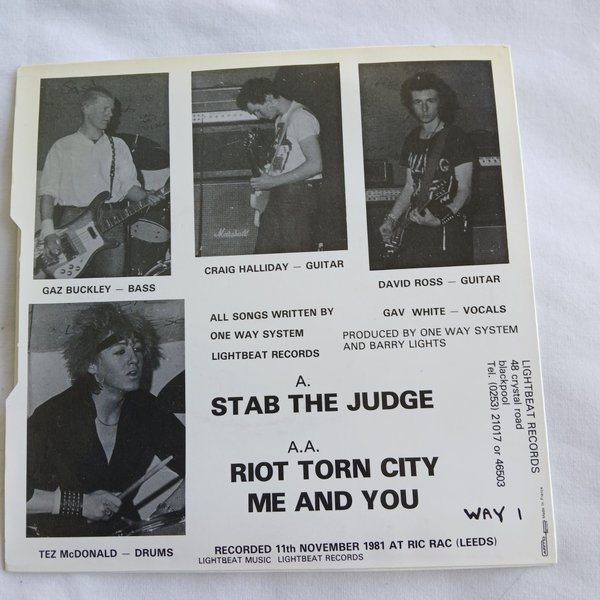 Marshall
GAZ BUCKLEY — BASS
CRAIG HALLIDAY — GUITAR
DAVID ROSS — GUITAR
GAV WHITE — VOCALS
ALL SONGS WRITTEN BY
ONE WAY SYSTEM
LIGHTBEAT RECORDS
PRODUCED BY ONE WAY SYSTEM
AND BARRY LIGHTS
A.
STAB THE JUDGE
A.A.
RIOT TORN CITY
ME AND YOU
LIGHTBEAT RECORDS
48 crystal road
blackpool
Tel. (0253) 21017 or 46503
WAY 1
TEZ McDONALD — DRUMS
RECORDED 11th NOVEMBER 1981 AT RIC RAC (LEEDS)
LIGHTBEAT MUSIC LIGHTBEAT RECORDS